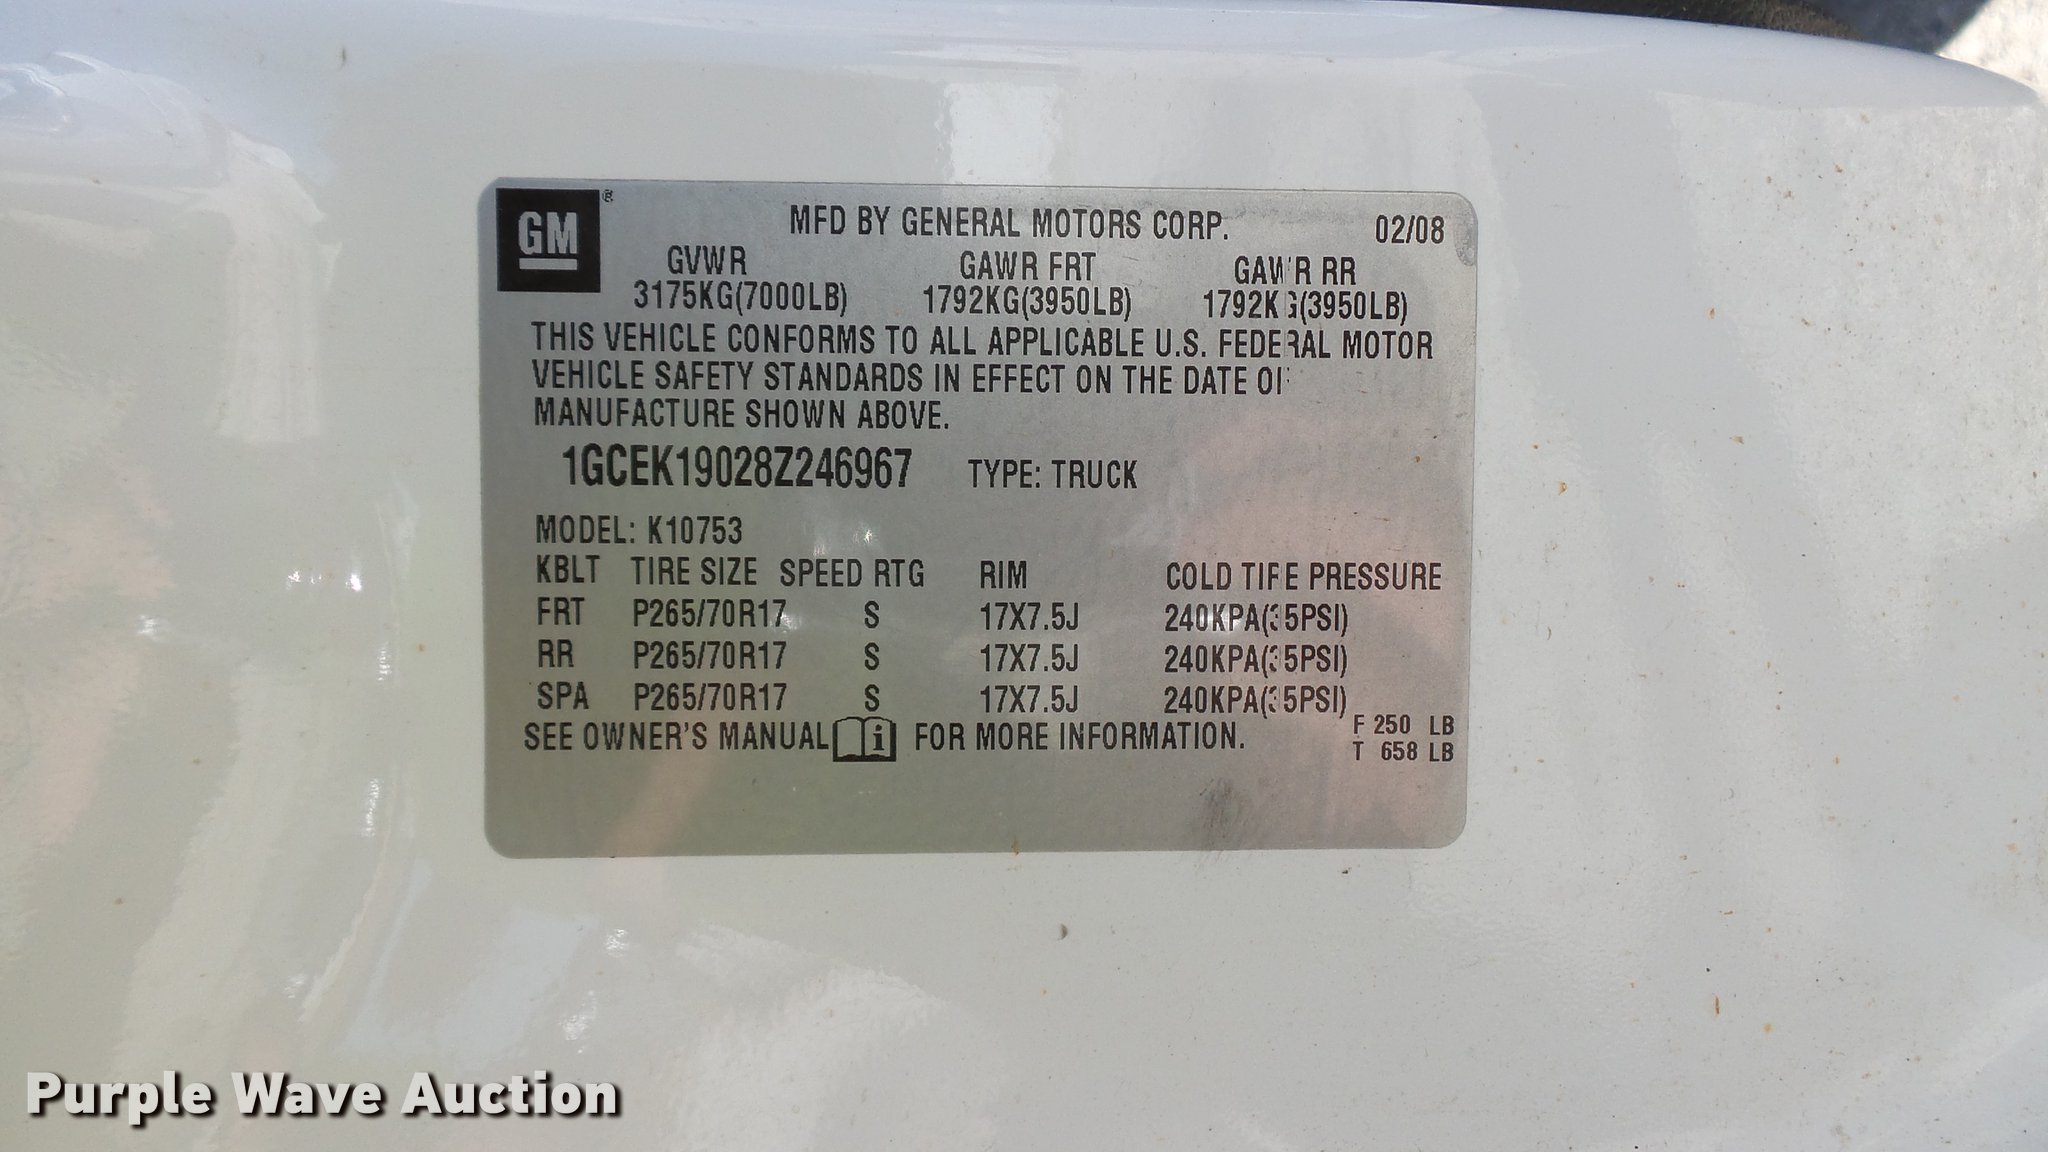 GM ®
MFD BY GENERAL MOTORS CORP. 02/08
GVWR GAWR FRT GAWR RR
3175KG(7000LB) 1792KG(3950LB) 1792KG(3950LB)
THIS VEHICLE CONFORMS TO ALL APPLICABLE U.S. FEDERAL MOTOR
VEHICLE SAFETY STANDARDS IN EFFECT ON THE DATE OF
MANUFACTURE SHOWN ABOVE.
1GCEK19028Z246967 TYPE: TRUCK
MODEL: K10753
KBLT TIRE SIZE SPEED RTG RIM COLD TIRE PRESSURE
FRT P265/70R17 S 17X7.5J 240KPA(35PSI)
RR P265/70R17 S 17X7.5J 240KPA(35PSI)
SPA P265/70R17 S 17X7.5J 240KPA(35PSI)
SEE OWNER'S MANUAL i FOR MORE INFORMATION.
F 250 LB
T 658 LB
Purple Wave Auction